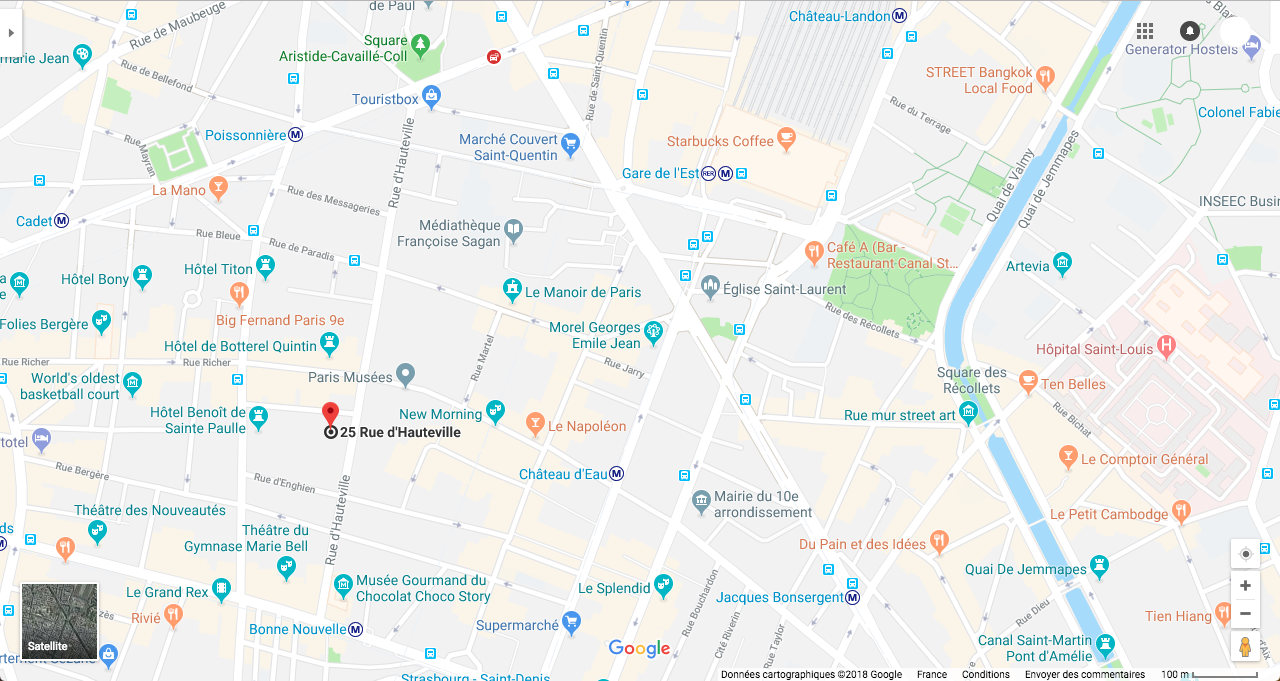 de Paul
Rue de Maubeuge
Château-Landon
M
Square
Aristide-Cavaillé-Coll
marie Jean
Generator Hostels
Rue de Bellefond
Rue de Saint-Quentin
STREET Bangkok
Local Food
Touristbox
Colonel Fabie
Rue du Terrage
Poissonnière M
Rue d'Hauteville
Marché Couvert
Saint-Quentin
Starbucks Coffee
Rue Mayran
Quai de Valmy
Quai de Jemmapes
Gare de l'Est RER M
La Mano
Rue des Messageries
INSEEC Busin
Cadet M
Médiathèque
Françoise Sagan
Rue Bleue
Rue de Paradis
Café A (Bar -
Restaurant Canal St...
Hôtel Titon
Artevia
Hôtel Bony
a
e
Le Manoir de Paris
Église Saint-Laurent
Folies Bergère
Big Fernand Paris 9e
Rue des Récollets
Morel Georges
Emile Jean
Hôtel de Botterel Quintin
Rue Martel
Hôpital Saint-Louis
H
Rue Richer
Rue Richer
Rue Jarry
Paris Musées
World's oldest
basketball court
Square des
Récollets
Ten Belles
Hôtel Benoît de
Sainte Paulle
New Morning
Rue mur street art
Rue Bichat
25 Rue d'Hauteville
Le Napoléon
totel
Le Comptoir Général
Rue Bergère
Château d'Eau M
Rue d'Enghien
Rue d'Hauteville
Mairie du 10e
arrondissement
Théâtre des Nouveautés
Le Petit Cambodge
ds
M
Théâtre du
Gymnase Marie Bell
Du Pain et des Idées
Quai De Jemmapes
Musée Gourmand du
Chocolat Choco Story
Le Grand Rex
Le Splendid
Rue Bouchardon
Jacques Bonsergent M
Rue Dieu
Rivié
zès
Tien Hiang
Bonne Nouvelle M
Supermarché
Cité Riverin
Rue Taylor
Canal Saint-Martin
Pont d'Amélie
d'Aix
Satellite
Google
Strasbourg - Saint-Denis
Données cartographiques ©2018 Google France Conditions Envoyer des commentaires 100 m